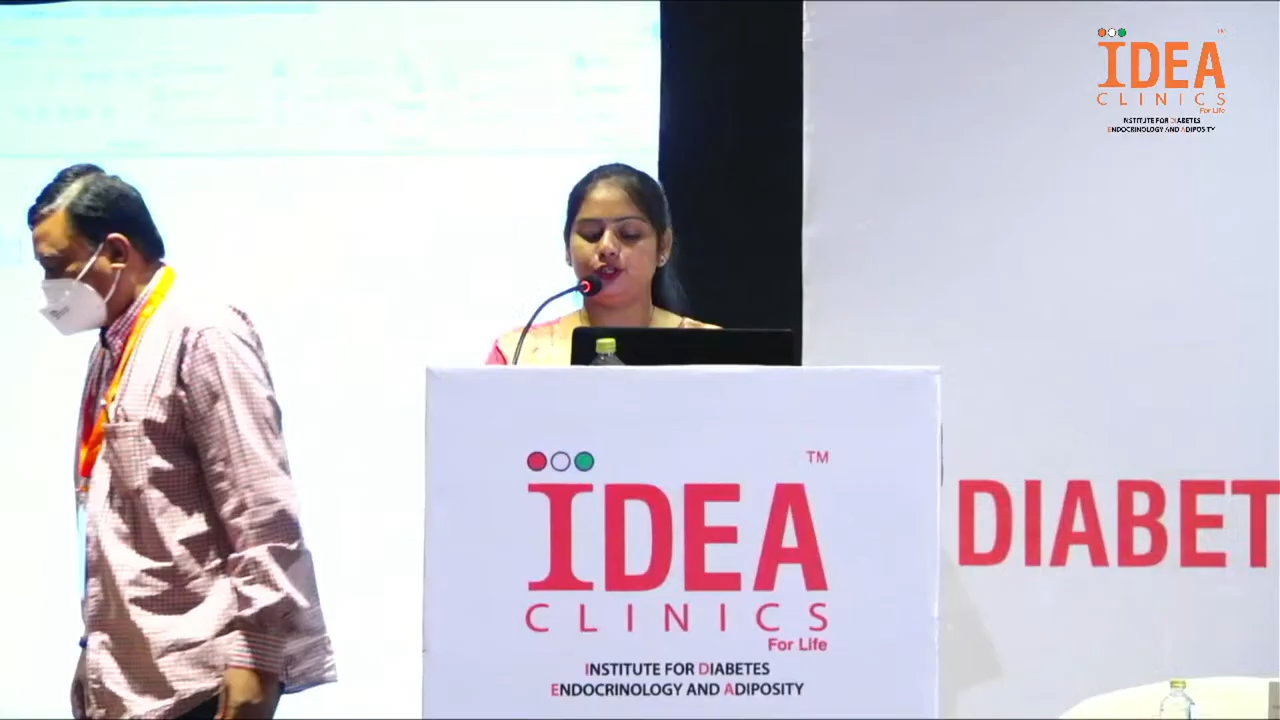 IDEA
TM
CLINICS
For Life
INSTITUTE FOR DIABETES
ENDOCRINOLOGY AND ADIPOSITY
TM
IDEA
CLINICS
For Life
INSTITUTE FOR DIABETES
ENDOCRINOLOGY AND ADIPOSITY
DIABET